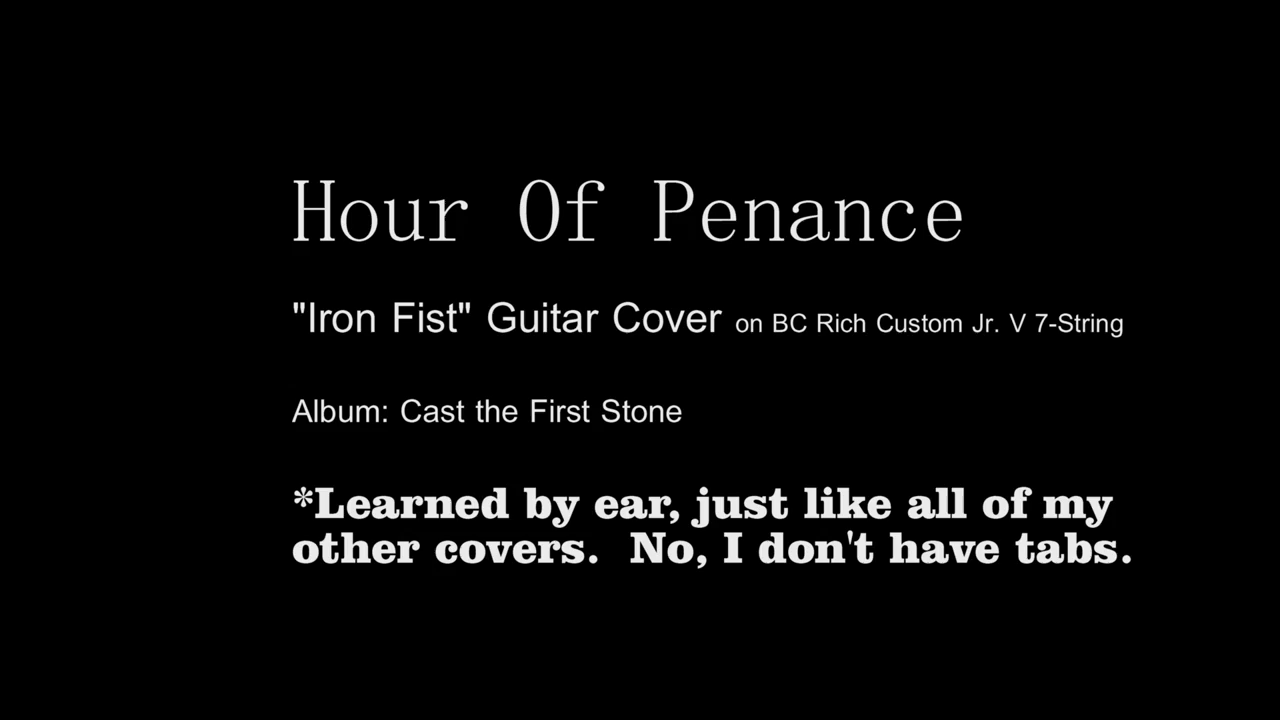 Hour Of Penance
"Iron Fist" Guitar Cover on BC Rich Custom Jr. V 7-String
Album: Cast the First Stone
*Learned by ear, just like all of my
other covers.  No, I don't have tabs.